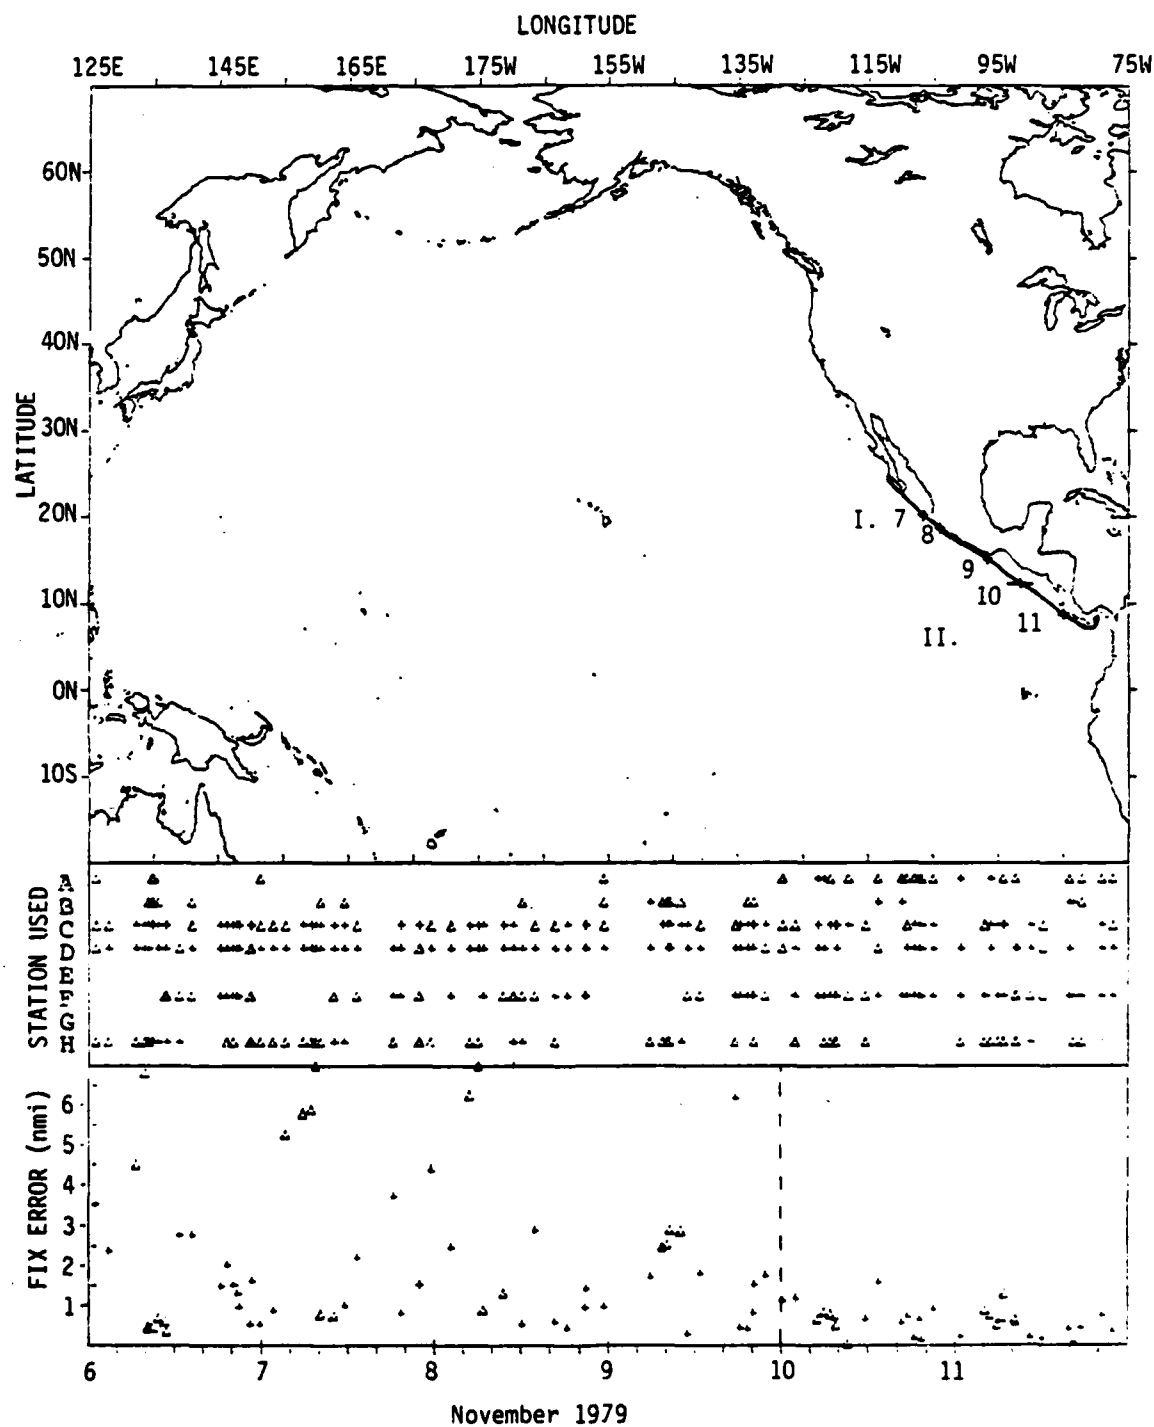 LONGITUDE
125E 145E 165E 175W 155W 135W 115W 95W 75W
LATITUDE
60N
50N
40N
30N
20N
10N
0N
10S
I. 7
8
9
10
11
II.
STATION USED
A
B
C
D
E
F
G
H
FIX ERROR (nmi)
6
5
4
3
2
1
6 7 8 9 10 11
November 1979